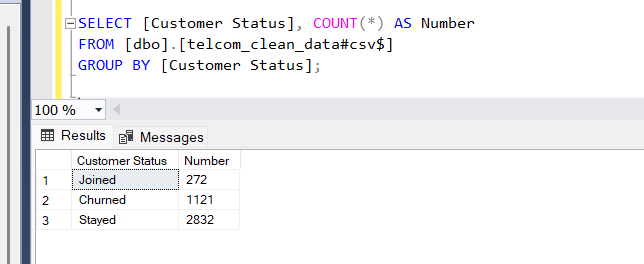 SELECT [Customer Status], COUNT(*) AS Number
FROM [dbo].[telcom_clean_data#csv$]
GROUP BY [Customer Status];
100 %
Results Messages
Customer Status Number
1 Joined 272
2 Churned 1121
3 Stayed 2832